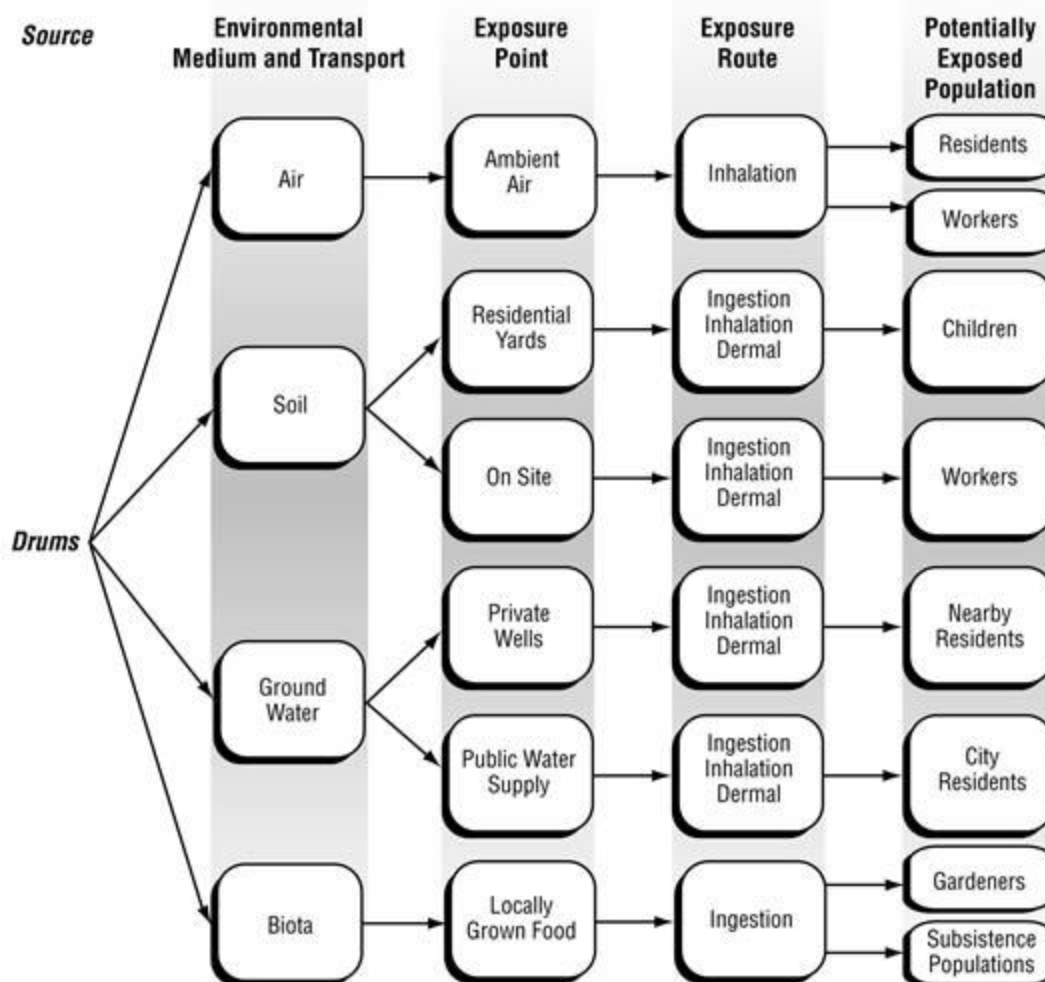 Source
Environmental
Medium and Transport
Exposure
Point
Exposure
Route
Potentially
Exposed
Population
Air
Ambient
Air
Inhalation
Residents
Workers
Soil
Residential
Yards
Ingestion
Inhalation
Dermal
Children
On Site
Ingestion
Inhalation
Dermal
Workers
Drums
Ground
Water
Private
Wells
Ingestion
Inhalation
Dermal
Nearby
Residents
Public Water
Supply
Ingestion
Inhalation
Dermal
City
Residents
Biota
Locally
Grown Food
Ingestion
Gardeners
Subsistence
Populations